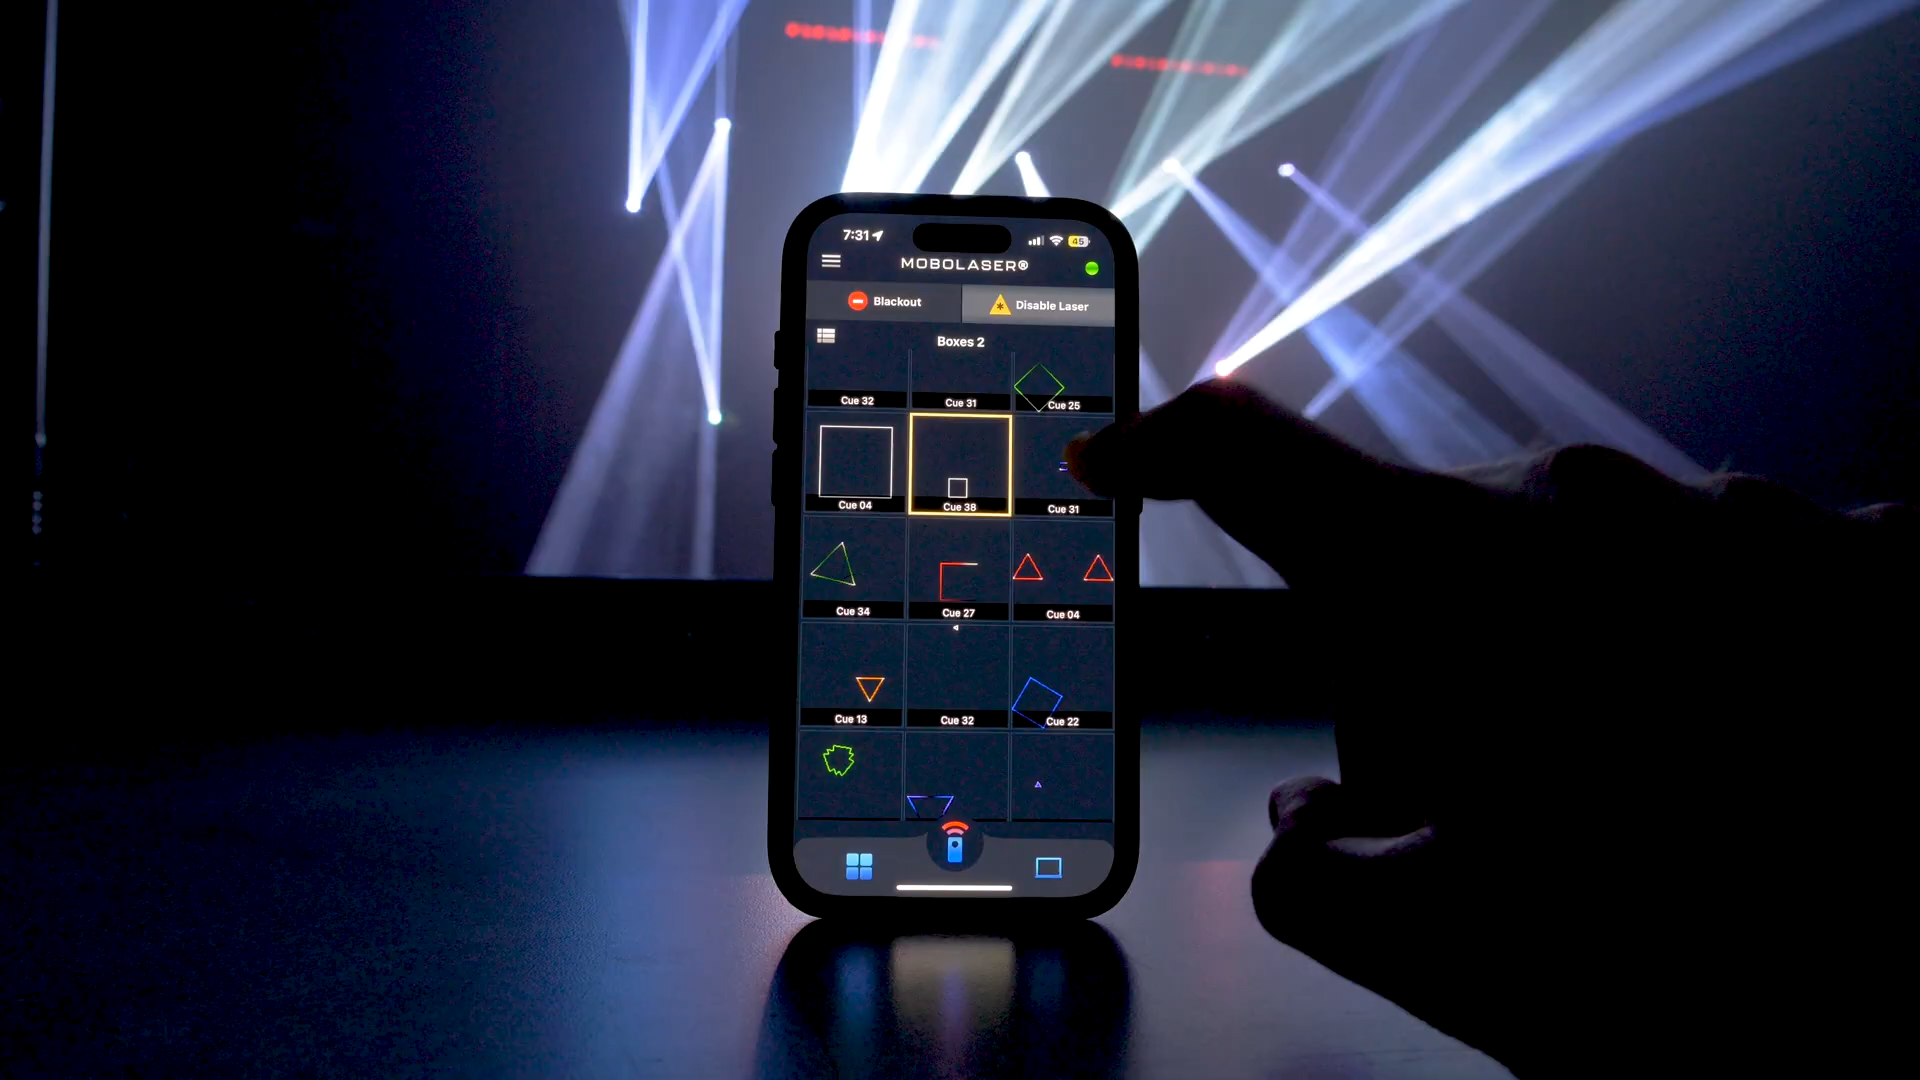 7:31
45
MOBOLASER®
Blackout
Disable Laser
Boxes 2
Cue 32
Cue 31
Cue 25
Cue 04
Cue 38
Cue 31
Cue 34
Cue 27
Cue 04
Cue 13
Cue 32
Cue 22